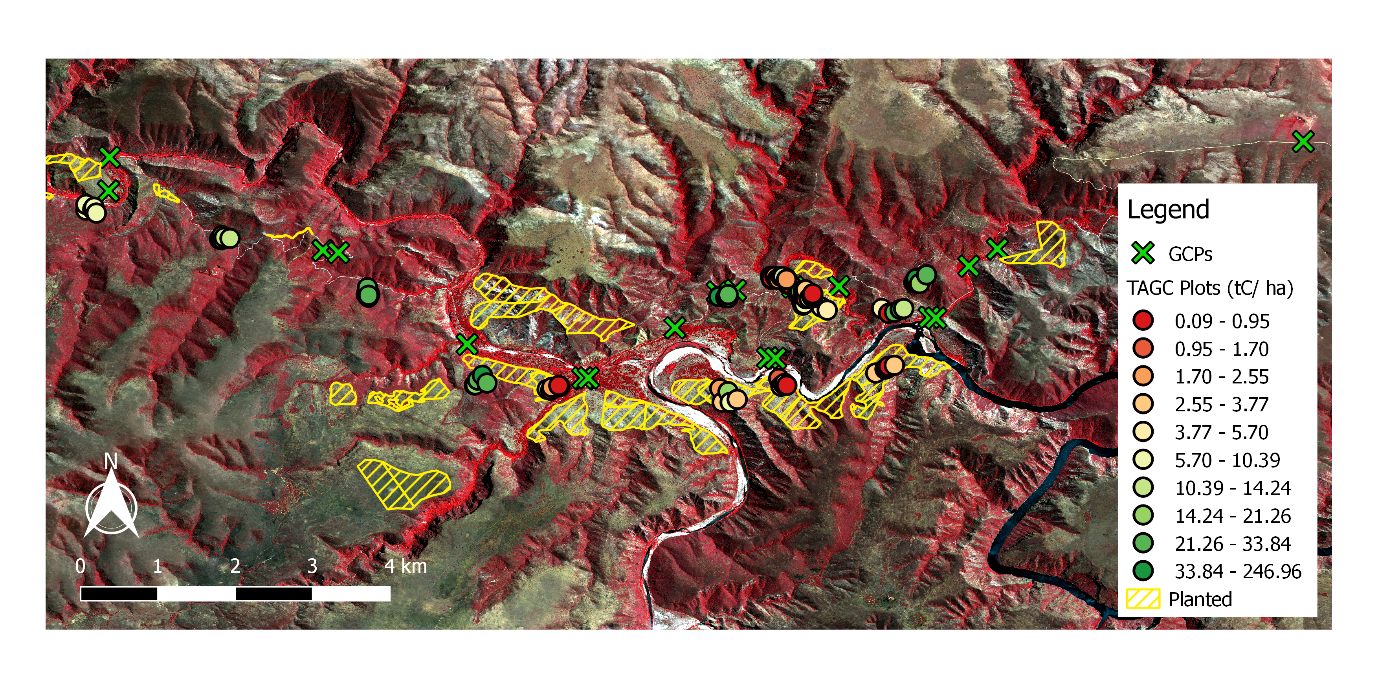 Legend
GCPs
TAGC Plots (tC/ ha)
0.09 - 0.95
0.95 - 1.70
1.70 - 2.55
2.55 - 3.77
3.77 - 5.70
5.70 - 10.39
10.39 - 14.24
14.24 - 21.26
21.26 - 33.84
33.84 - 246.96
Planted
N
0 1 2 3 4 km